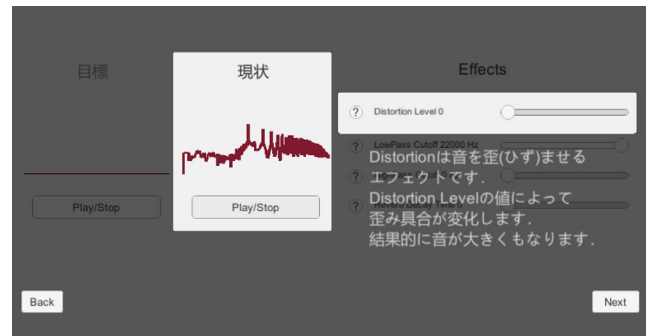 目標
現状
Effects
? Distortion Level 0
? LowPass Cutoff 22000 Hz
Distortionは音を歪(ひず)ませる
?
エフェクトです.
? Reverb Decay Time 0
Distortion Levelの値によって
歪み具合が変化します.
結果的に音が大きくもなります.
Play/Stop
Play/Stop
Back
Next